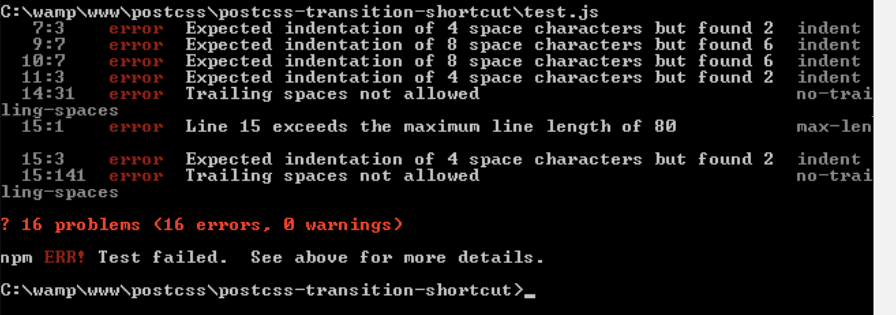 C:\wamp\www\postcss\postcss-transition-shortcut\test.js
7:3 error Expected indentation of 4 space characters but found 2 indent
9:7 error Expected indentation of 8 space characters but found 6 indent
10:7 error Expected indentation of 8 space characters but found 6 indent
11:3 error Expected indentation of 4 space characters but found 2 indent
14:31 error Trailing spaces not allowed no-trai
ling-spaces
15:1 error Line 15 exceeds the maximum line length of 80 max-len
15:3 error Expected indentation of 4 space characters but found 2 indent
15:141 error Trailing spaces not allowed no-trai
ling-spaces
? 16 problems (16 errors, 0 warnings)
npm ERR! Test failed. See above for more details.
C:\wamp\www\postcss\postcss-transition-shortcut>_